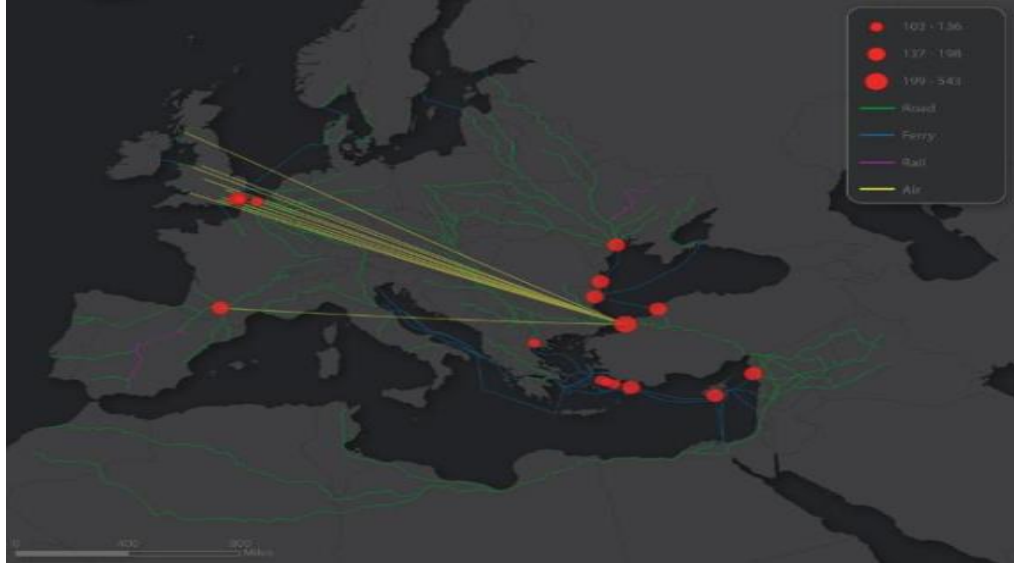 103 - 136
137 - 198
199 - 543
Road
Ferry
Rail
Air
0 400 800
Miles